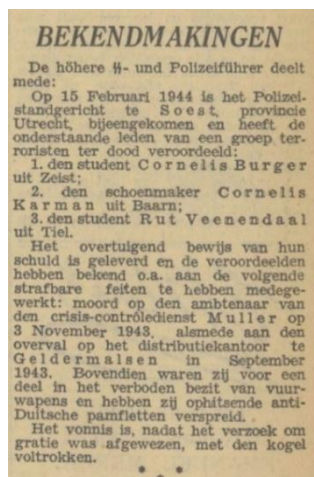 BEKENDMAKINGEN
De höhere ᛋᛋ- und Polizeiführer deelt
mede:
Op 15 Februari 1944 is het Polizei-
standgericht te Soest, provincie
Utrecht, bijeengekomen en heeft de
onderstaande leden van een groep ter-
roristen ter dood veroordeeld:
1. den student Cornelis Burger
uit Zeist;
2. den schoenmaker Cornelis
Karman uit Baarn;
3. den student Rut Veenendaal
uit Tiel.
Het overtuigend bewijs van hun
schuld is geleverd en de veroordeelden
hebben bekend o.a. aan de volgende
strafbare feiten te hebben medege-
werkt: moord op den ambtenaar van
den crisis-contrôledienst Muller op
3 November 1943, alsmede aan den
overval op het distributiekantoor te
Geldermalsen in September
1943. Bovendien waren zij voor een
deel in het verboden bezit van vuur-
wapens en hebben zij ophitsende anti-
Duitsche pamfletten verspreid.
Het vonnis is, nadat het verzoek om
gratie was afgewezen, met den kogel
voltrokken.